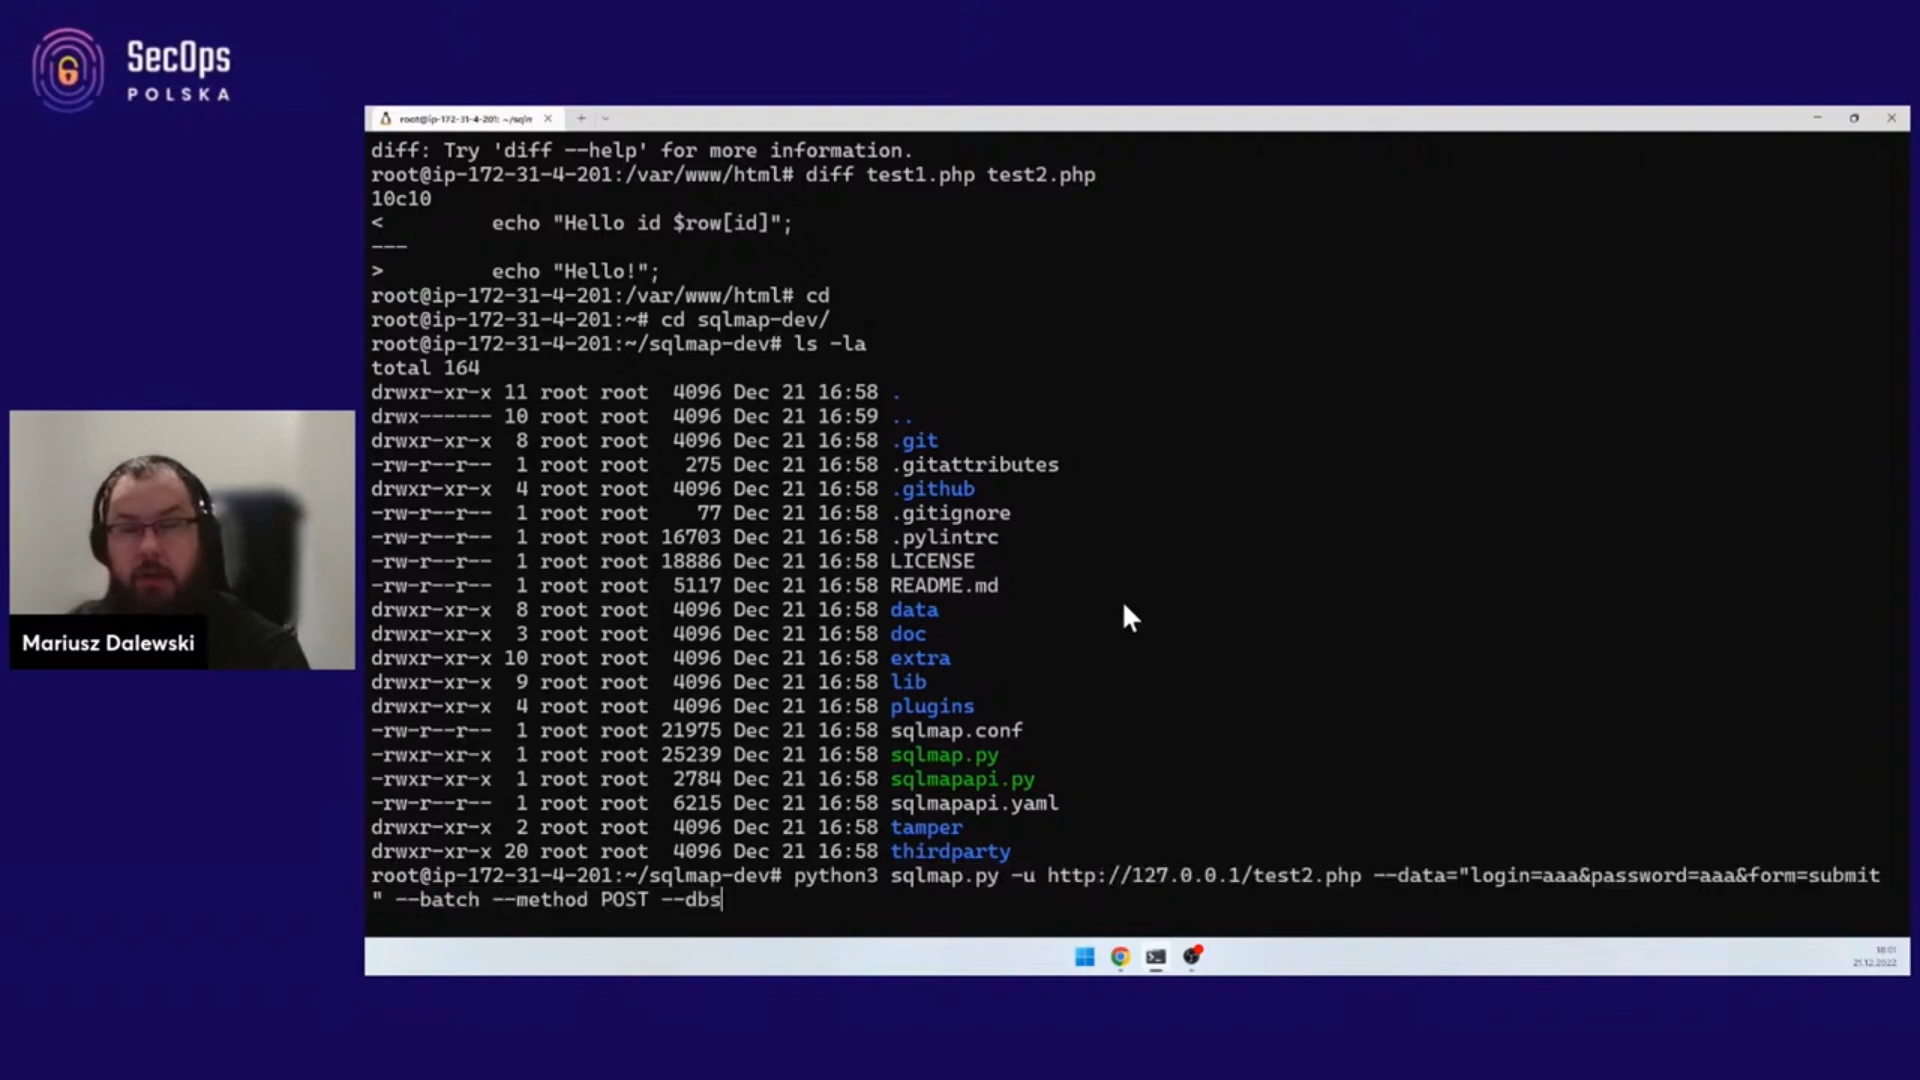 SecOps
POLSKA
root@ip-172-31-4-201: ~/sqlm
diff: Try 'diff --help' for more information.
root@ip-172-31-4-201:/var/www/html# diff test1.php test2.php
10c10
<        echo "Hello id $row[id]";
---
>        echo "Hello!";
root@ip-172-31-4-201:/var/www/html# cd
root@ip-172-31-4-201:~# cd sqlmap-dev/
root@ip-172-31-4-201:~/sqlmap-dev# ls -la
total 164
drwxr-xr-x 11 root root  4096 Dec 21 16:58 .
drwx------ 10 root root  4096 Dec 21 16:59 ..
drwxr-xr-x  8 root root  4096 Dec 21 16:58 .git
-rw-r--r--  1 root root   275 Dec 21 16:58 .gitattributes
drwxr-xr-x  4 root root  4096 Dec 21 16:58 .github
-rw-r--r--  1 root root    77 Dec 21 16:58 .gitignore
-rw-r--r--  1 root root 16703 Dec 21 16:58 .pylintrc
-rw-r--r--  1 root root 18886 Dec 21 16:58 LICENSE
-rw-r--r--  1 root root  5117 Dec 21 16:58 README.md
drwxr-xr-x  8 root root  4096 Dec 21 16:58 data
drwxr-xr-x  3 root root  4096 Dec 21 16:58 doc
drwxr-xr-x 10 root root  4096 Dec 21 16:58 extra
drwxr-xr-x  9 root root  4096 Dec 21 16:58 lib
drwxr-xr-x  4 root root  4096 Dec 21 16:58 plugins
-rw-r--r--  1 root root 21975 Dec 21 16:58 sqlmap.conf
-rwxr-xr-x  1 root root 25239 Dec 21 16:58 sqlmap.py
-rwxr-xr-x  1 root root  2784 Dec 21 16:58 sqlmapapi.py
-rw-r--r--  1 root root  6215 Dec 21 16:58 sqlmapapi.yaml
drwxr-xr-x  2 root root  4096 Dec 21 16:58 tamper
drwxr-xr-x 20 root root  4096 Dec 21 16:58 thirdparty
root@ip-172-31-4-201:~/sqlmap-dev# python3 sqlmap.py -u http://127.0.0.1/test2.php --data="login=aaa&password=aaa&form=submit
" --batch --method POST --dbs
Mariusz Dalewski
18:01
21.12.2022